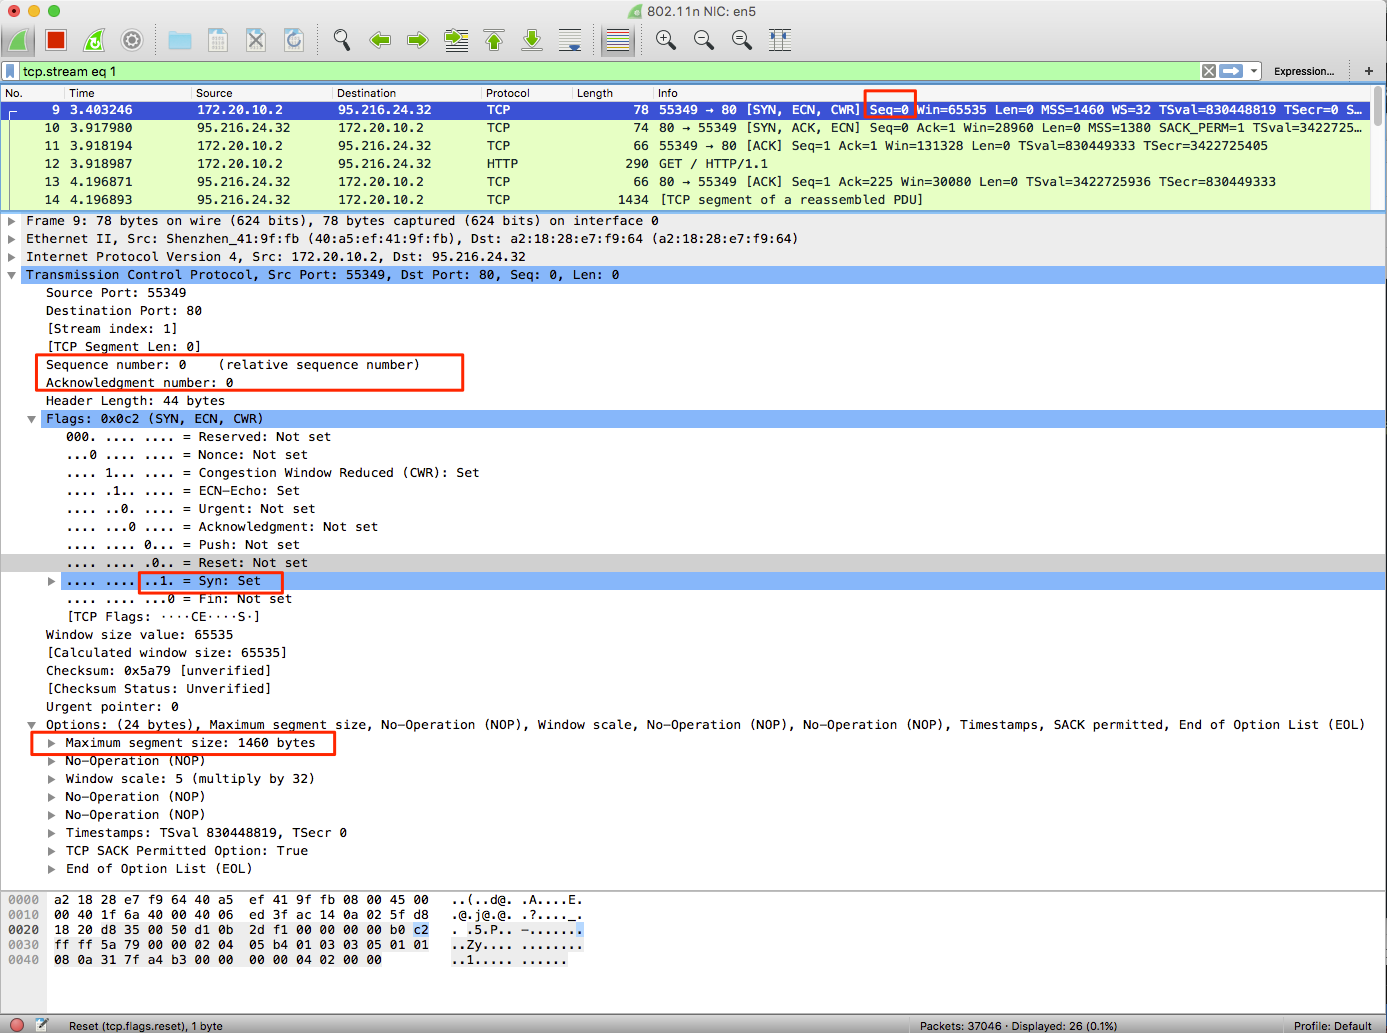 802.11n NIC: en5
tcp.stream eq 1
Expression...
+
No. Time Source Destination Protocol Length Info
9 3.403246 172.20.10.2 95.216.24.32 TCP 78 55349 → 80 [SYN, ECN, CWR] Seq=0 Win=65535 Len=0 MSS=1460 WS=32 TSval=830448819 TSecr=0 S…
10 3.917980 95.216.24.32 172.20.10.2 TCP 74 80 → 55349 [SYN, ACK, ECN] Seq=0 Ack=1 Win=28960 Len=0 MSS=1380 SACK_PERM=1 TSval=3422725…
11 3.918194 172.20.10.2 95.216.24.32 TCP 66 55349 → 80 [ACK] Seq=1 Ack=1 Win=131328 Len=0 TSval=830449333 TSecr=3422725405
12 3.918987 172.20.10.2 95.216.24.32 HTTP 290 GET / HTTP/1.1
13 4.196871 95.216.24.32 172.20.10.2 TCP 66 80 → 55349 [ACK] Seq=1 Ack=225 Win=30080 Len=0 TSval=3422725936 TSecr=830449333
14 4.196893 95.216.24.32 172.20.10.2 TCP 1434 [TCP segment of a reassembled PDU]
Frame 9: 78 bytes on wire (624 bits), 78 bytes captured (624 bits) on interface 0
Ethernet II, Src: Shenzhen_41:9f:fb (40:a5:ef:41:9f:fb), Dst: a2:18:28:e7:f9:64 (a2:18:28:e7:f9:64)
Internet Protocol Version 4, Src: 172.20.10.2, Dst: 95.216.24.32
Transmission Control Protocol, Src Port: 55349, Dst Port: 80, Seq: 0, Len: 0
Source Port: 55349
Destination Port: 80
[Stream index: 1]
[TCP Segment Len: 0]
Sequence number: 0    (relative sequence number)
Acknowledgment number: 0
Header Length: 44 bytes
Flags: 0x0c2 (SYN, ECN, CWR)
000. .... .... = Reserved: Not set
...0 .... .... = Nonce: Not set
.... 1... .... = Congestion Window Reduced (CWR): Set
.... .1.. .... = ECN-Echo: Set
.... ..0. .... = Urgent: Not set
.... ...0 .... = Acknowledgment: Not set
.... .... 0... = Push: Not set
.... .... .0.. = Reset: Not set
.... .... ..1. = Syn: Set
.... .... ...0 = Fin: Not set
[TCP Flags: ····CE····S·]
Window size value: 65535
[Calculated window size: 65535]
Checksum: 0x5a79 [unverified]
[Checksum Status: Unverified]
Urgent pointer: 0
Options: (24 bytes), Maximum segment size, No-Operation (NOP), Window scale, No-Operation (NOP), No-Operation (NOP), Timestamps, SACK permitted, End of Option List (EOL)
Maximum segment size: 1460 bytes
No-Operation (NOP)
Window scale: 5 (multiply by 32)
No-Operation (NOP)
No-Operation (NOP)
Timestamps: TSval 830448819, TSecr 0
TCP SACK Permitted Option: True
End of Option List (EOL)
0000 a2 18 28 e7 f9 64 40 a5 ef 41 9f fb 08 00 45 00 ..(..d@. .A....E.
0010 00 40 1f 6a 40 00 40 06 ed 3f ac 14 0a 02 5f d8 .@.j@.@. .?...._.
0020 18 20 d8 35 00 50 d1 0b 2d f1 00 00 00 00 b0 c2 . .5.P.. -.......
0030 ff ff 5a 79 00 00 02 04 05 b4 01 03 03 05 01 01 ..Zy.... ........
0040 08 0a 31 7f a4 b3 00 00 00 00 04 02 00 00 ..1..... ......
Reset (tcp.flags.reset), 1 byte
Packets: 37046 · Displayed: 26 (0.1%)
Profile: Default